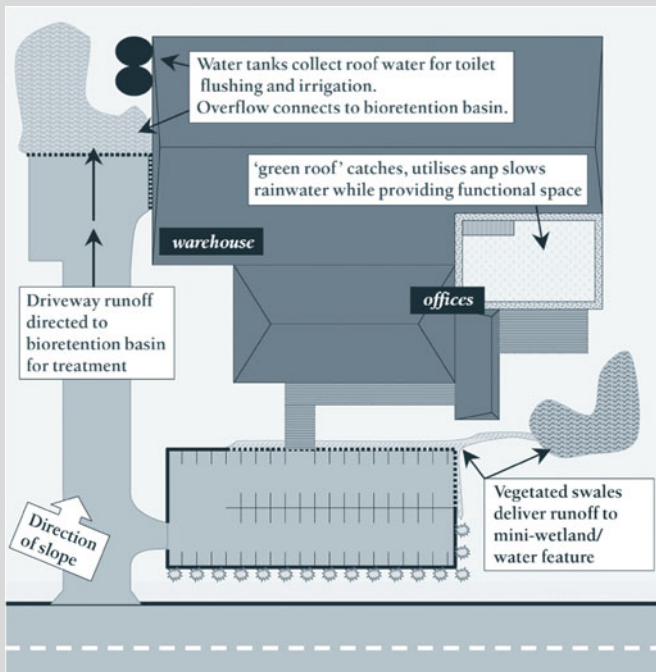 Water tanks collect roof water for toilet
flushing and irrigation.
Overflow connects to bioretention basin.
‘green roof’ catches, utilises anp slows
rainwater while providing functional space
warehouse
offices
Driveway runoff
directed to
bioretention basin
for treatment
Vegetated swales
deliver runoff to
mini-wetland/
water feature
Direction
of slope